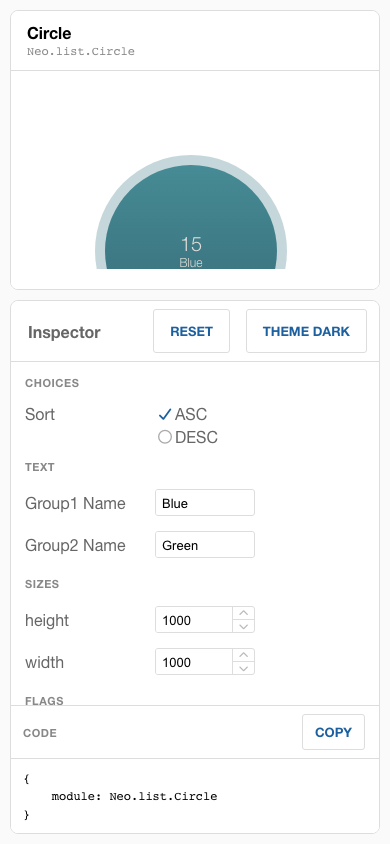 Circle
Neo.list.Circle
15
Blue
Inspector
RESET
THEME DARK
CHOICES
Sort
ASC
DESC
TEXT
Group1 Name
Blue
Group2 Name
Green
SIZES
height
1000
width
1000
FLAGS
CODE
COPY
{
    module: Neo.list.Circle
}